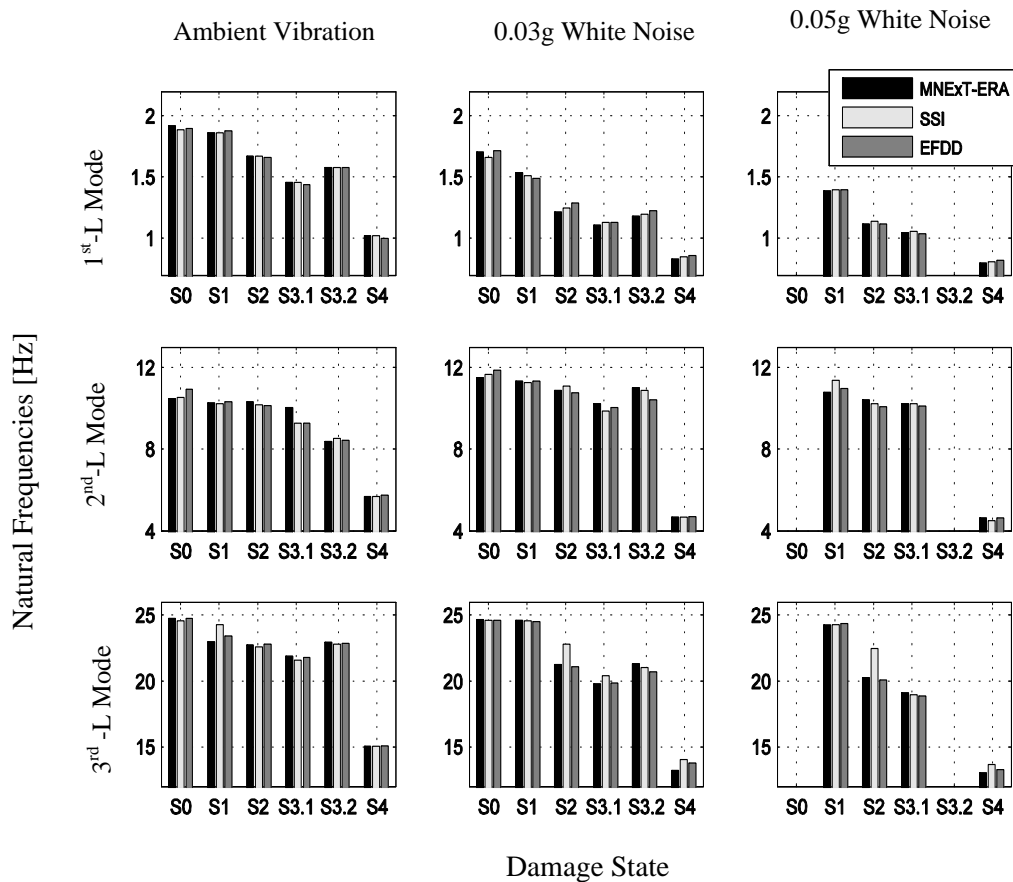 Ambient Vibration
0.03g White Noise
0.05g White Noise
MNExT-ERA
SSI
EFDD
Natural Frequencies [Hz]
1st-L Mode
2
1.5
1
S0 S1 S2 S3.1 S3.2 S4
2
1.5
1
S0 S1 S2 S3.1 S3.2 S4
2
1.5
1
S0 S1 S2 S3.1 S3.2 S4
2nd-L Mode
12
8
4
S0 S1 S2 S3.1 S3.2 S4
12
8
4
S0 S1 S2 S3.1 S3.2 S4
12
8
4
S0 S1 S2 S3.1 S3.2 S4
3rd -L Mode
25
20
15
S0 S1 S2 S3.1 S3.2 S4
25
20
15
S0 S1 S2 S3.1 S3.2 S4
25
20
15
S0 S1 S2 S3.1 S3.2 S4
Damage State